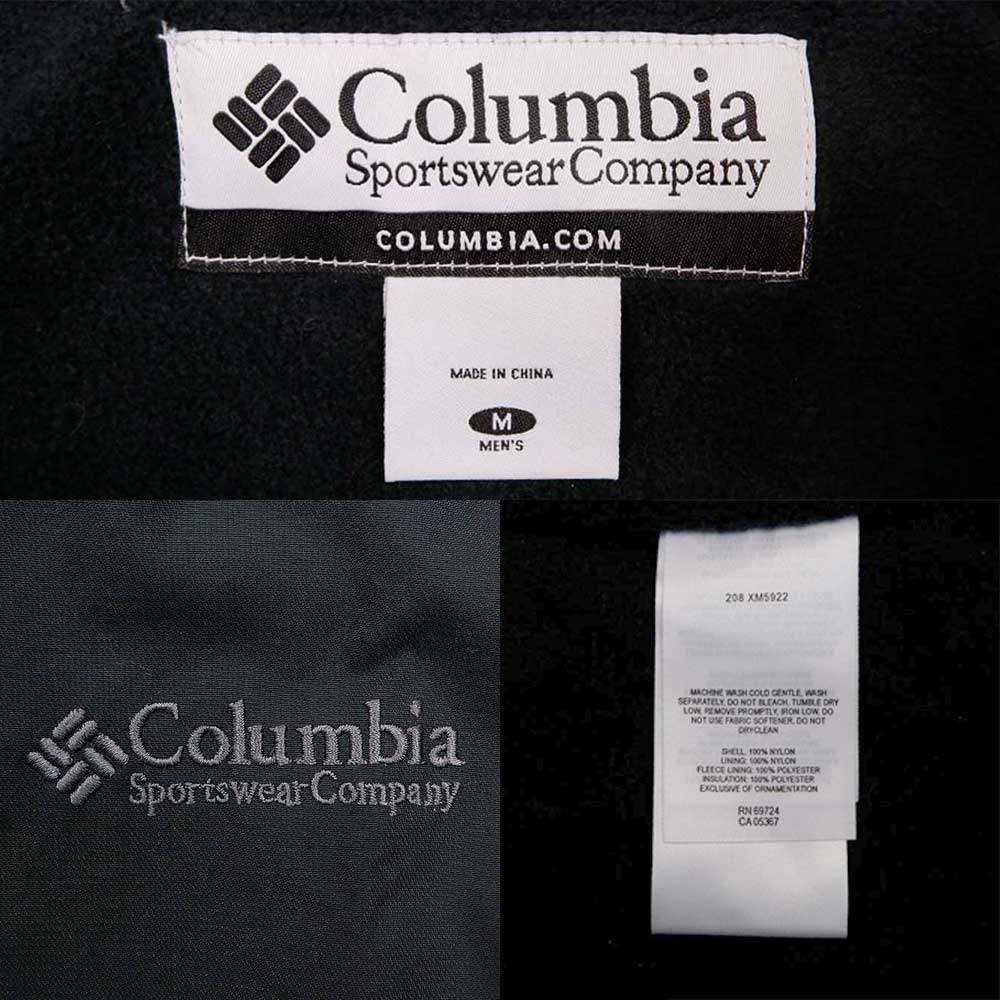 Columbia
Sportswear Company
COLUMBIA.COM
MADE IN CHINA
M
MEN'S
Columbia
Sportswear Company
208 XM5922
MACHINE WASH COLD GENTLE, WASH
SEPARATELY, DO NOT BLEACH, TUMBLE DRY
LOW, REMOVE PROMPTLY, IRON LOW, DO
NOT USE FABRIC SOFTENER, DO NOT
DRYCLEAN
SHELL: 100% NYLON
LINING: 100% NYLON
FLEECE LINING: 100% POLYESTER
INSULATION: 100% POLYESTER
EXCLUSIVE OF ORNAMENTATION
RN 69724
CA 05367